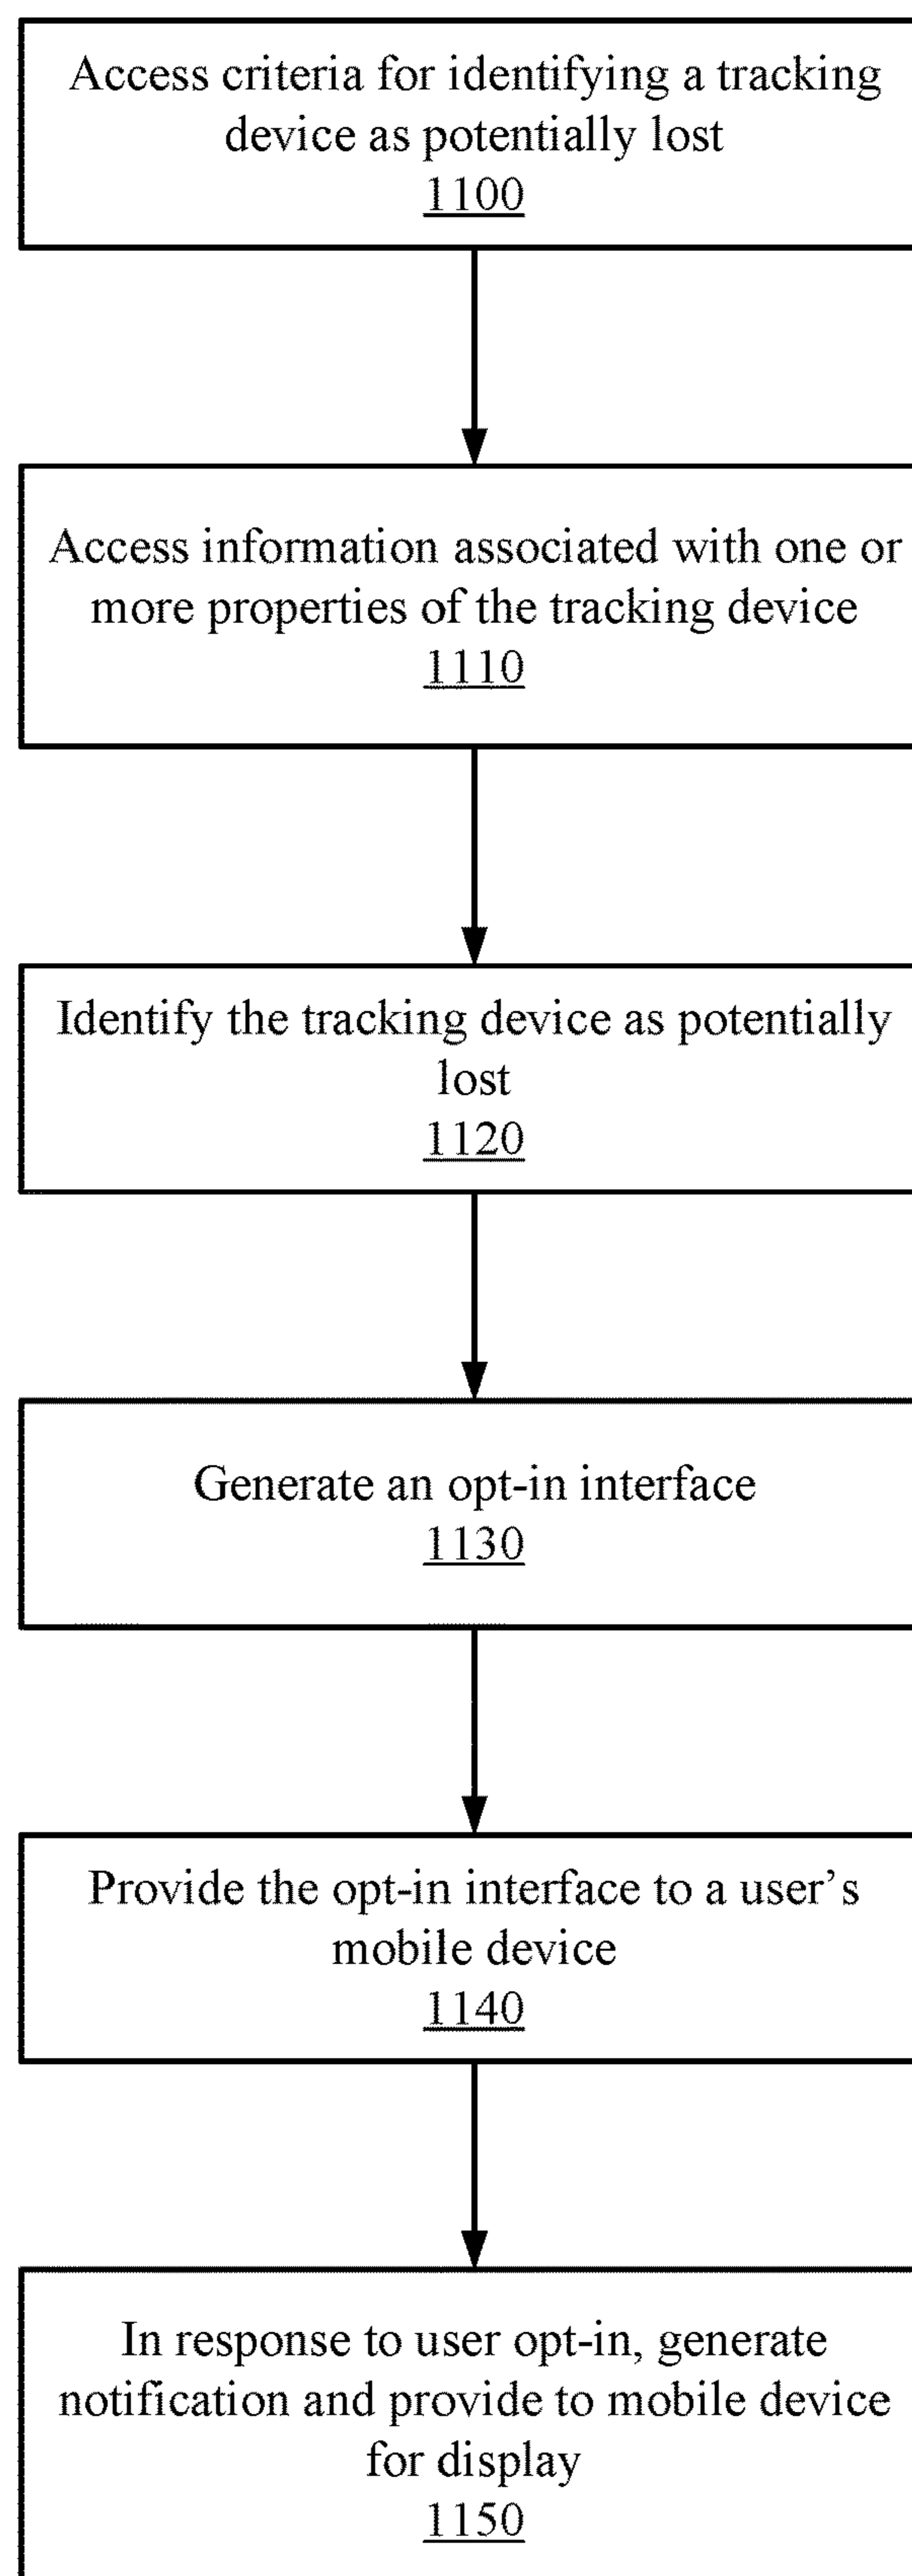 Access criteria for identifying a tracking
device as potentially lost
1100
Access information associated with one or
more properties of the tracking device
1110
Identify the tracking device as potentially
lost
1120
Generate an opt-in interface
1130
Provide the opt-in interface to a user’s
mobile device
1140
In response to user opt-in, generate
notification and provide to mobile device
for display
1150